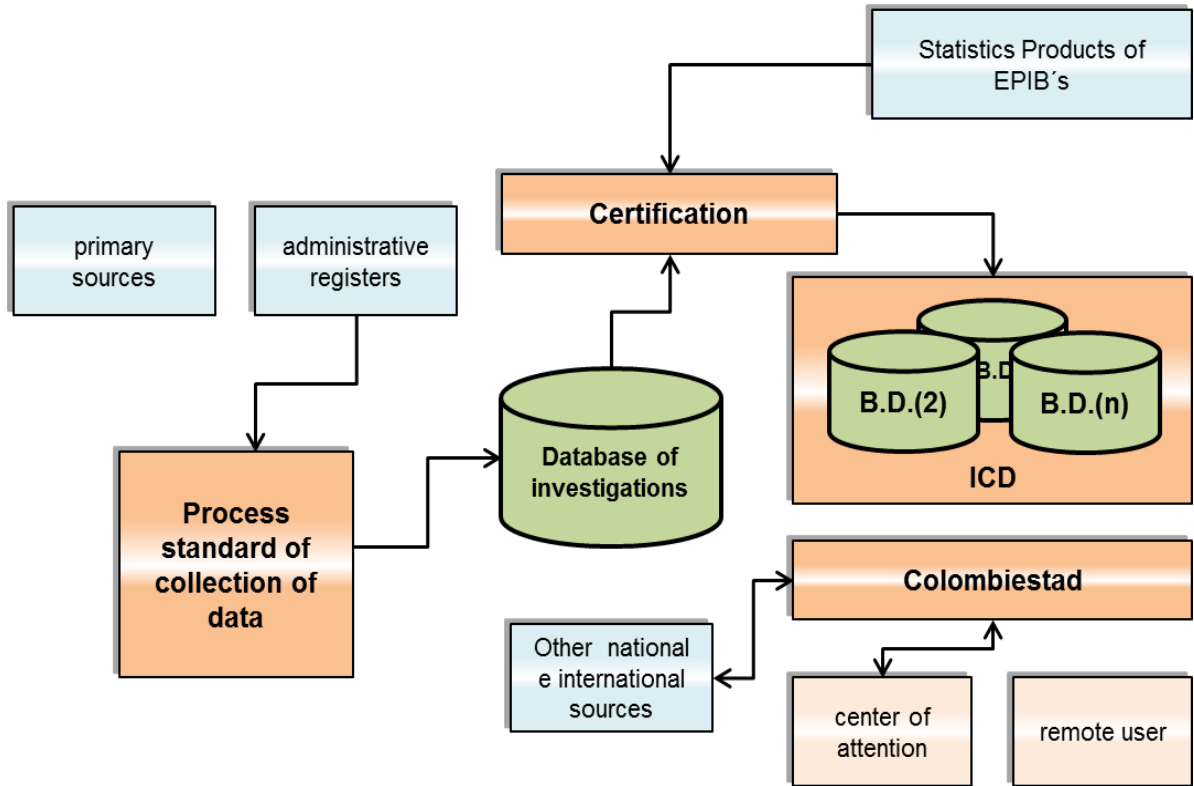 Statistics Products of
EPIB´s
Certification
primary
sources
administrative
registers
B.D.(2)
B.D.(n)
ICD
Database of
investigations
Process
standard of
collection of
data
Colombiestad
Other national
e international
sources
center of
attention
remote user